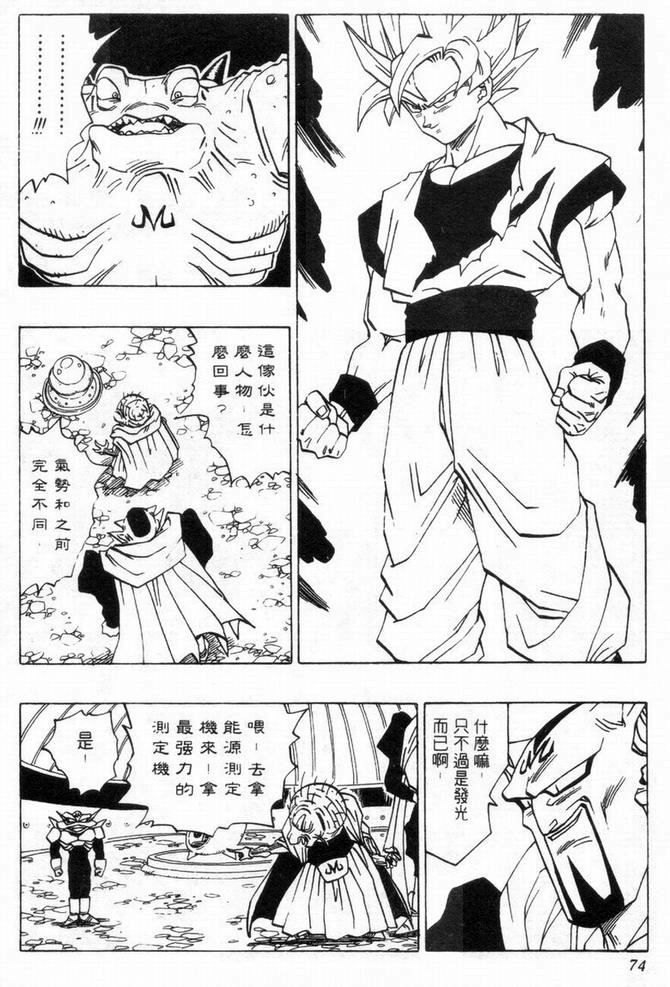 …………
…………!!!
M
這傢伙是什
麼人物–怎
麼回事?
氣勢和之前
完全不同
什麼嘛–
只不過是發光
而已啊–
M
喂–去拿
能源測定
機來!拿
最强力的
測定機
是–
M
74